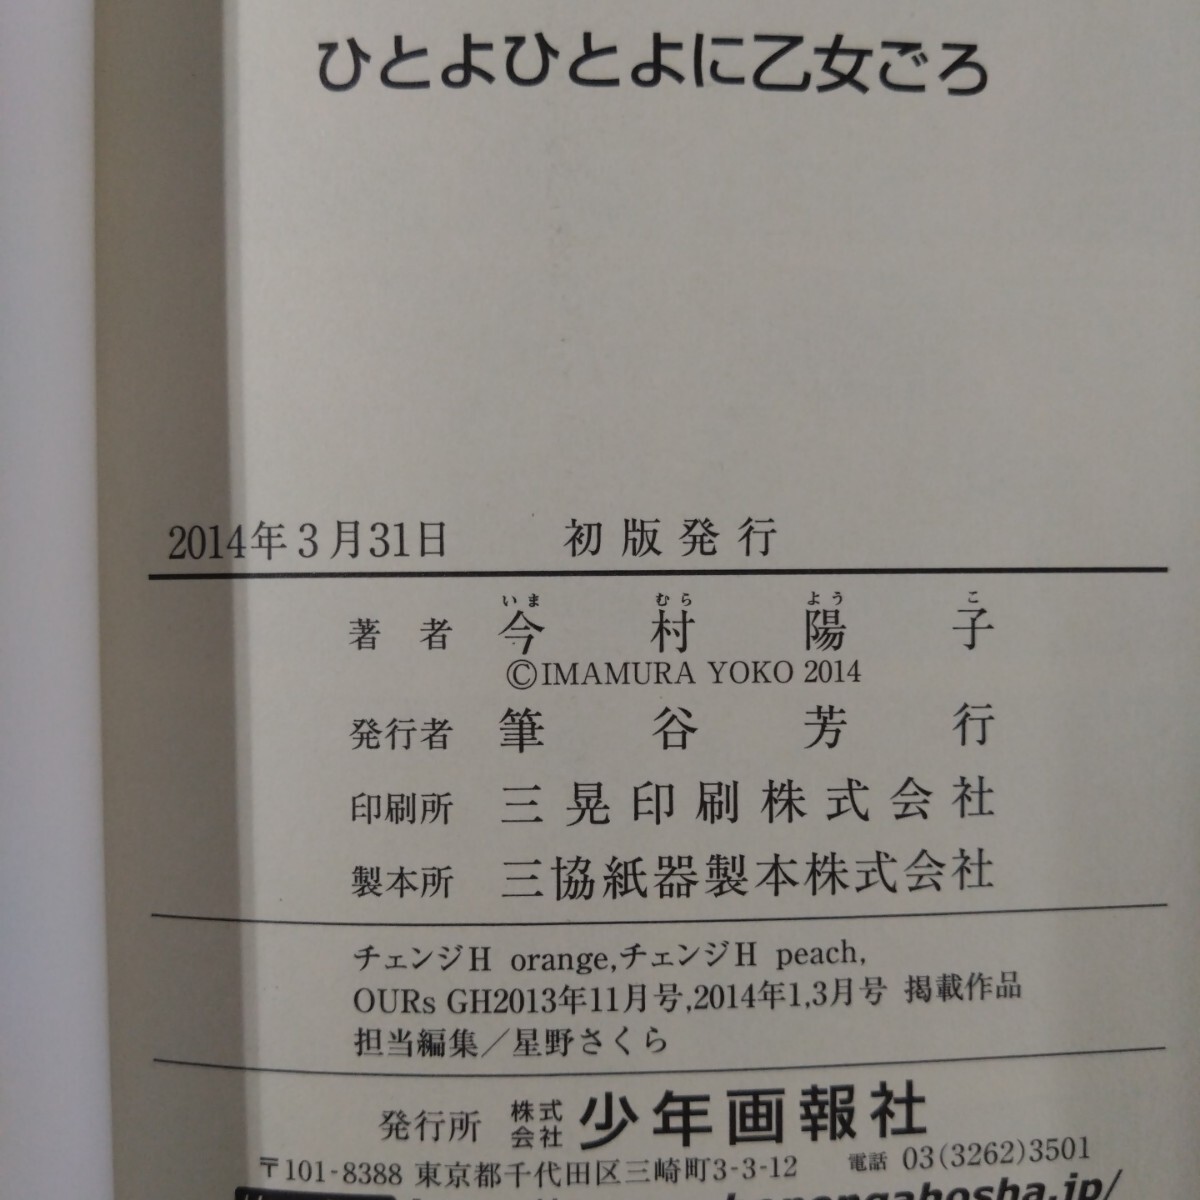 ひとよひとよに乙女ごろ
2014年3月31日 初版発行
いま むら よう こ
著者 今村陽子
©IMAMURA YOKO 2014
発行者 筆谷芳行
印刷所 三晃印刷株式会社
製本所 三協紙器製本株式会社
チェンジH orange,チェンジH peach,
OURs GH2013年11月号,2014年1,3月号 掲載作品
担当編集／星野さくら
発行所 株式会社 少年画報社
〒101-8388 東京都千代田区三崎町3-3-12 電話 03(3262)3501